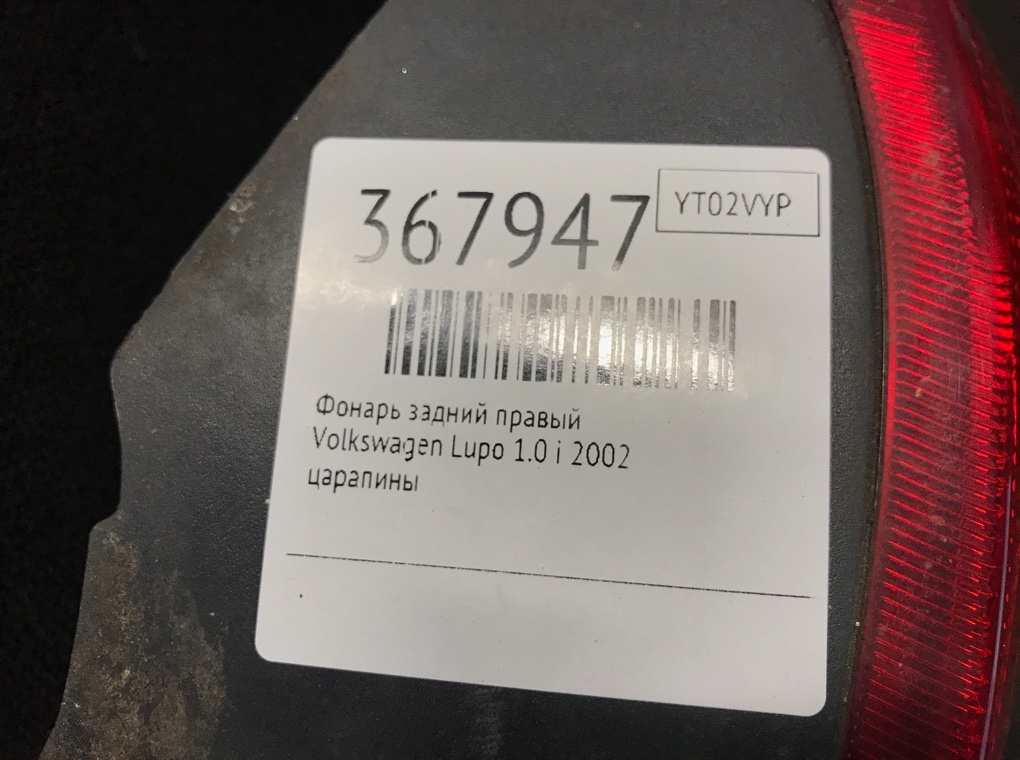 367947
YT02VYP
Фонарь задний правый
Volkswagen Lupo 1.0 i 2002
царапины